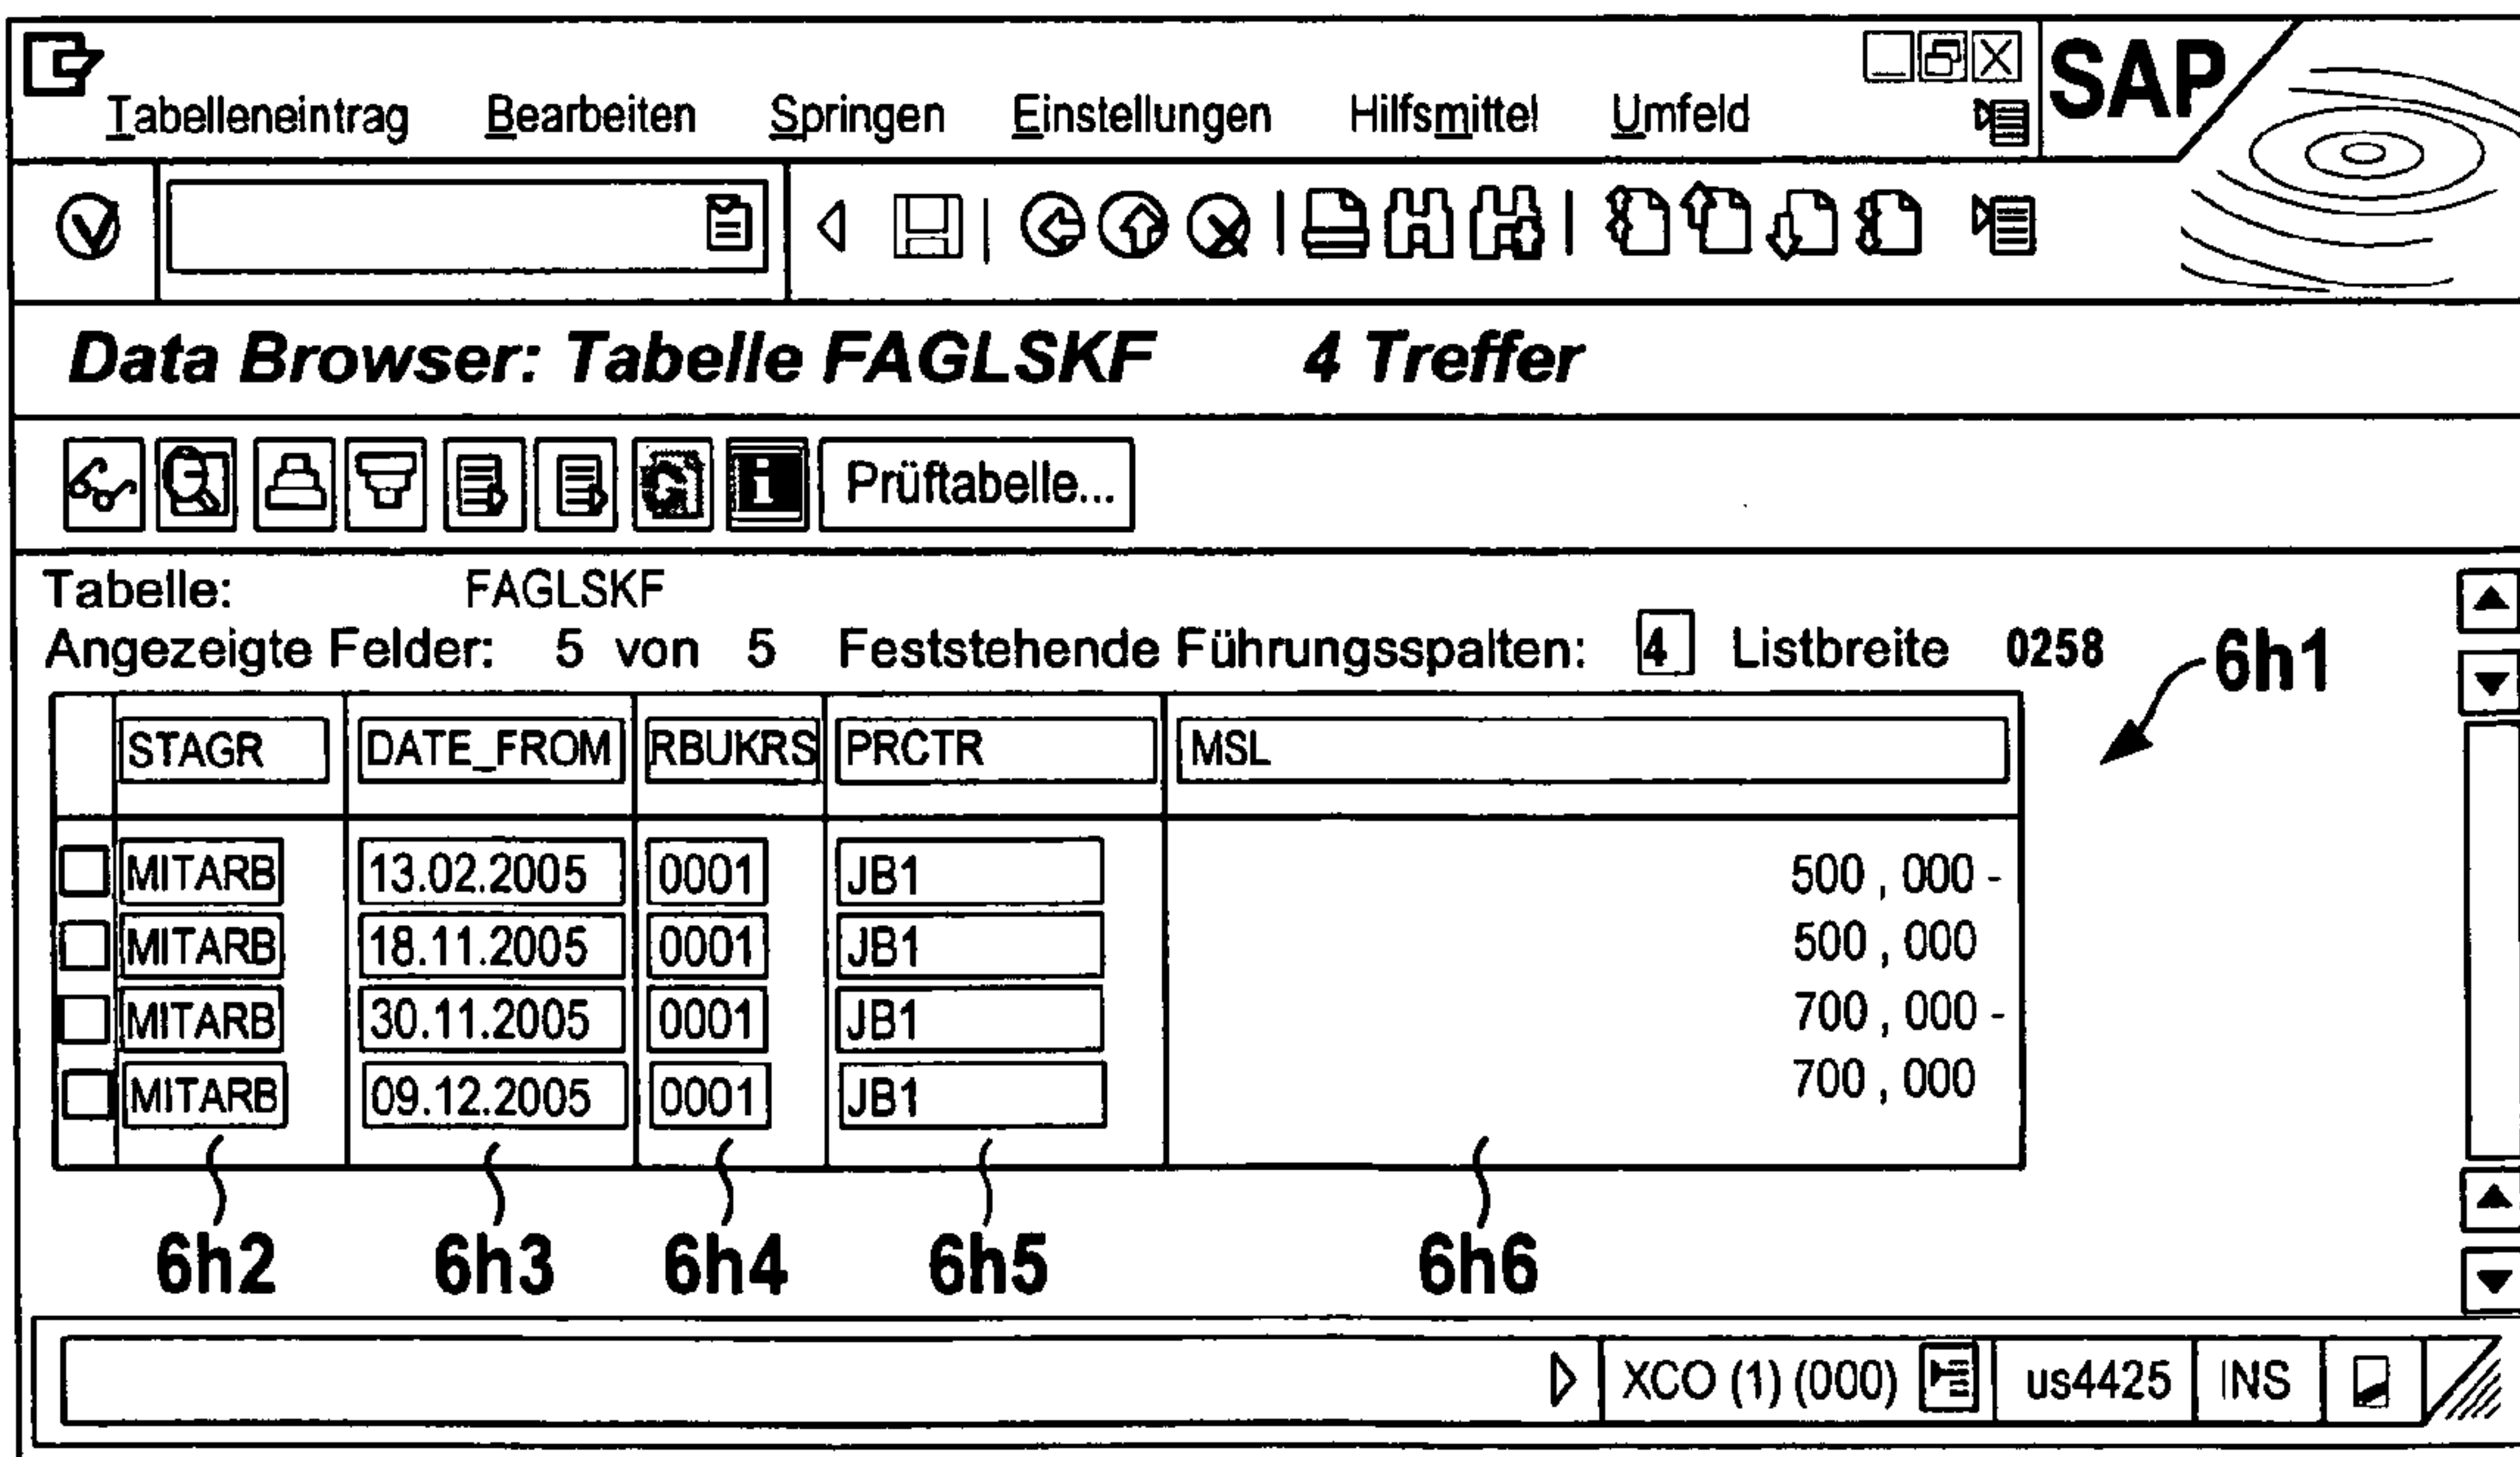 SAP
Tabelleneintrag Bearbeiten Springen Einstellungen Hilfsmittel Umfeld
Data Browser: Tabelle FAGLSKF 4 Treffer
i Prüftabelle...
Tabelle: FAGLSKF
Angezeigte Felder: 5 von 5 Feststehende Führungsspalten: 4 Listbreite 0258
6h1
STAGR DATE_FROM RBUKRS PRCTR MSL
MITARB 13.02.2005 0001 JB1 500 , 000 -
MITARB 18.11.2005 0001 JB1 500 , 000
MITARB 30.11.2005 0001 JB1 700 , 000 -
MITARB 09.12.2005 0001 JB1 700 , 000
6h2 6h3 6h4 6h5 6h6
XCO (1) (000) us4425 INS